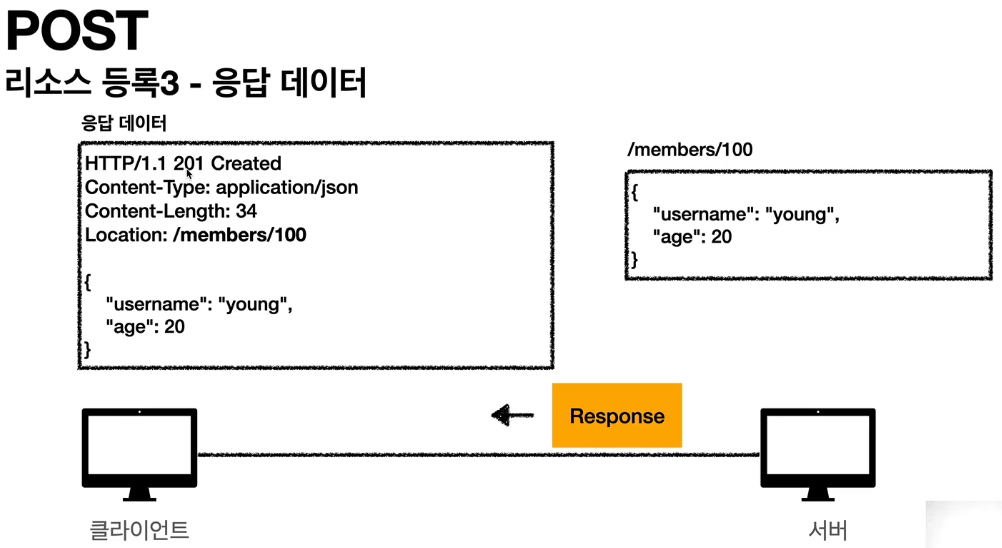 POST
리소스 등록3 - 응답 데이터
응답 데이터
HTTP/1.1 201 Created
Content-Type: application/json
Content-Length: 34
Location: /members/100
{
"username": "young",
"age": 20
}
/members/100
{
"username": "young",
"age": 20
}
Response
클라이언트
서버